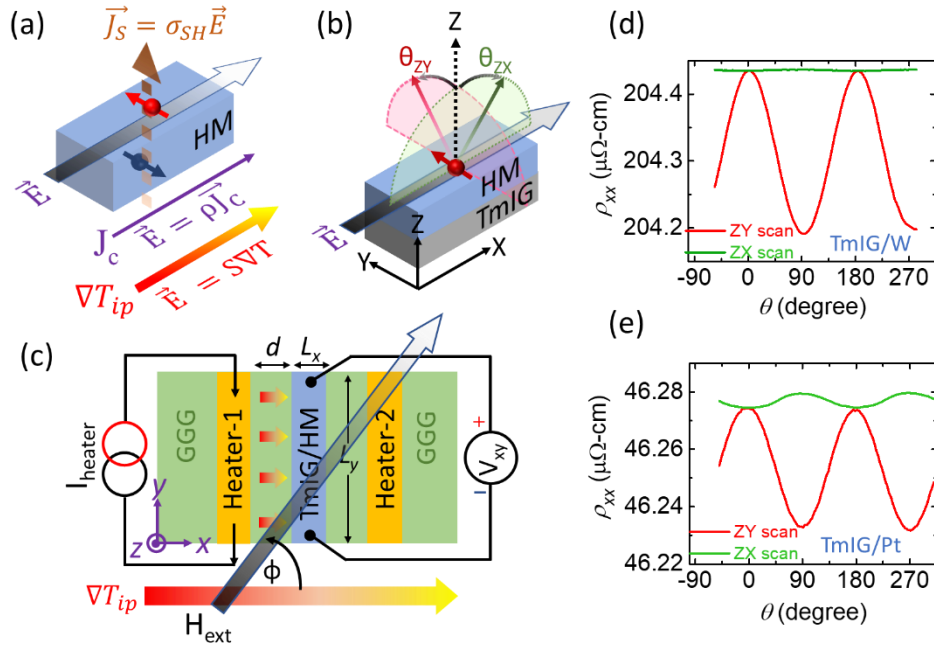 (a)
J_S = σ_SH E
HM
E
J_c
E = ρJ_c
∇T_ip
E = S∇T
(b)
Z
θ_ZY
θ_ZX
HM
TmIG
E
Z
Y
X
(c)
I_heater
GGG
Heater-1
d
L_x
TmIG/HM
L_y
Heater-2
GGG
+
V_xy
−
y
z
x
ϕ
∇T_ip
H_ext
(d)
ρ_xx (μΩ-cm)
204.4
204.3
204.2
ZY scan
ZX scan
TmIG/W
-90 0 90 180 270
θ (degree)
(e)
ρ_xx (μΩ-cm)
46.28
46.26
46.24
46.22
ZY scan
ZX scan
TmIG/Pt
-90 0 90 180 270
θ (degree)